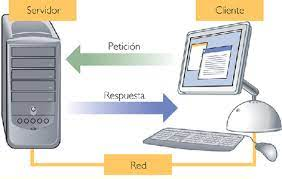 Servidor
Cliente
Petición
Respuesta
Red